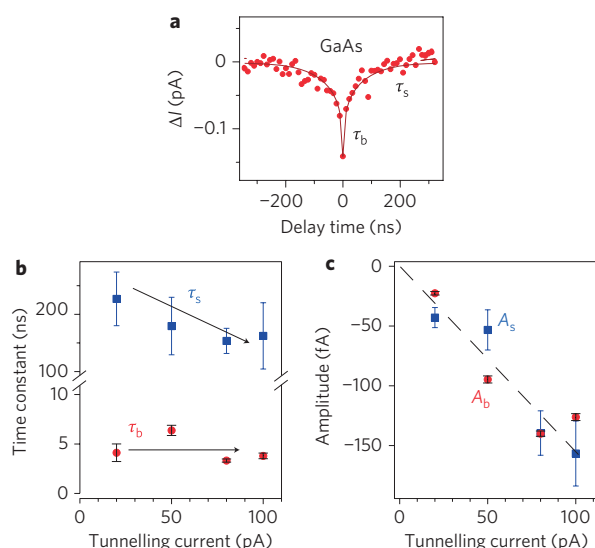 a
GaAs
0
−0.1
ΔI (pA)
τs
τb
−200
0
200
Delay time (ns)
b
200
100
10
5
0
Time constant (ns)
τs
τb
0
50
100
Tunnelling current (pA)
c
0
−50
−100
−150
Amplitude (fA)
As
Ab
0
50
100
Tunnelling current (pA)